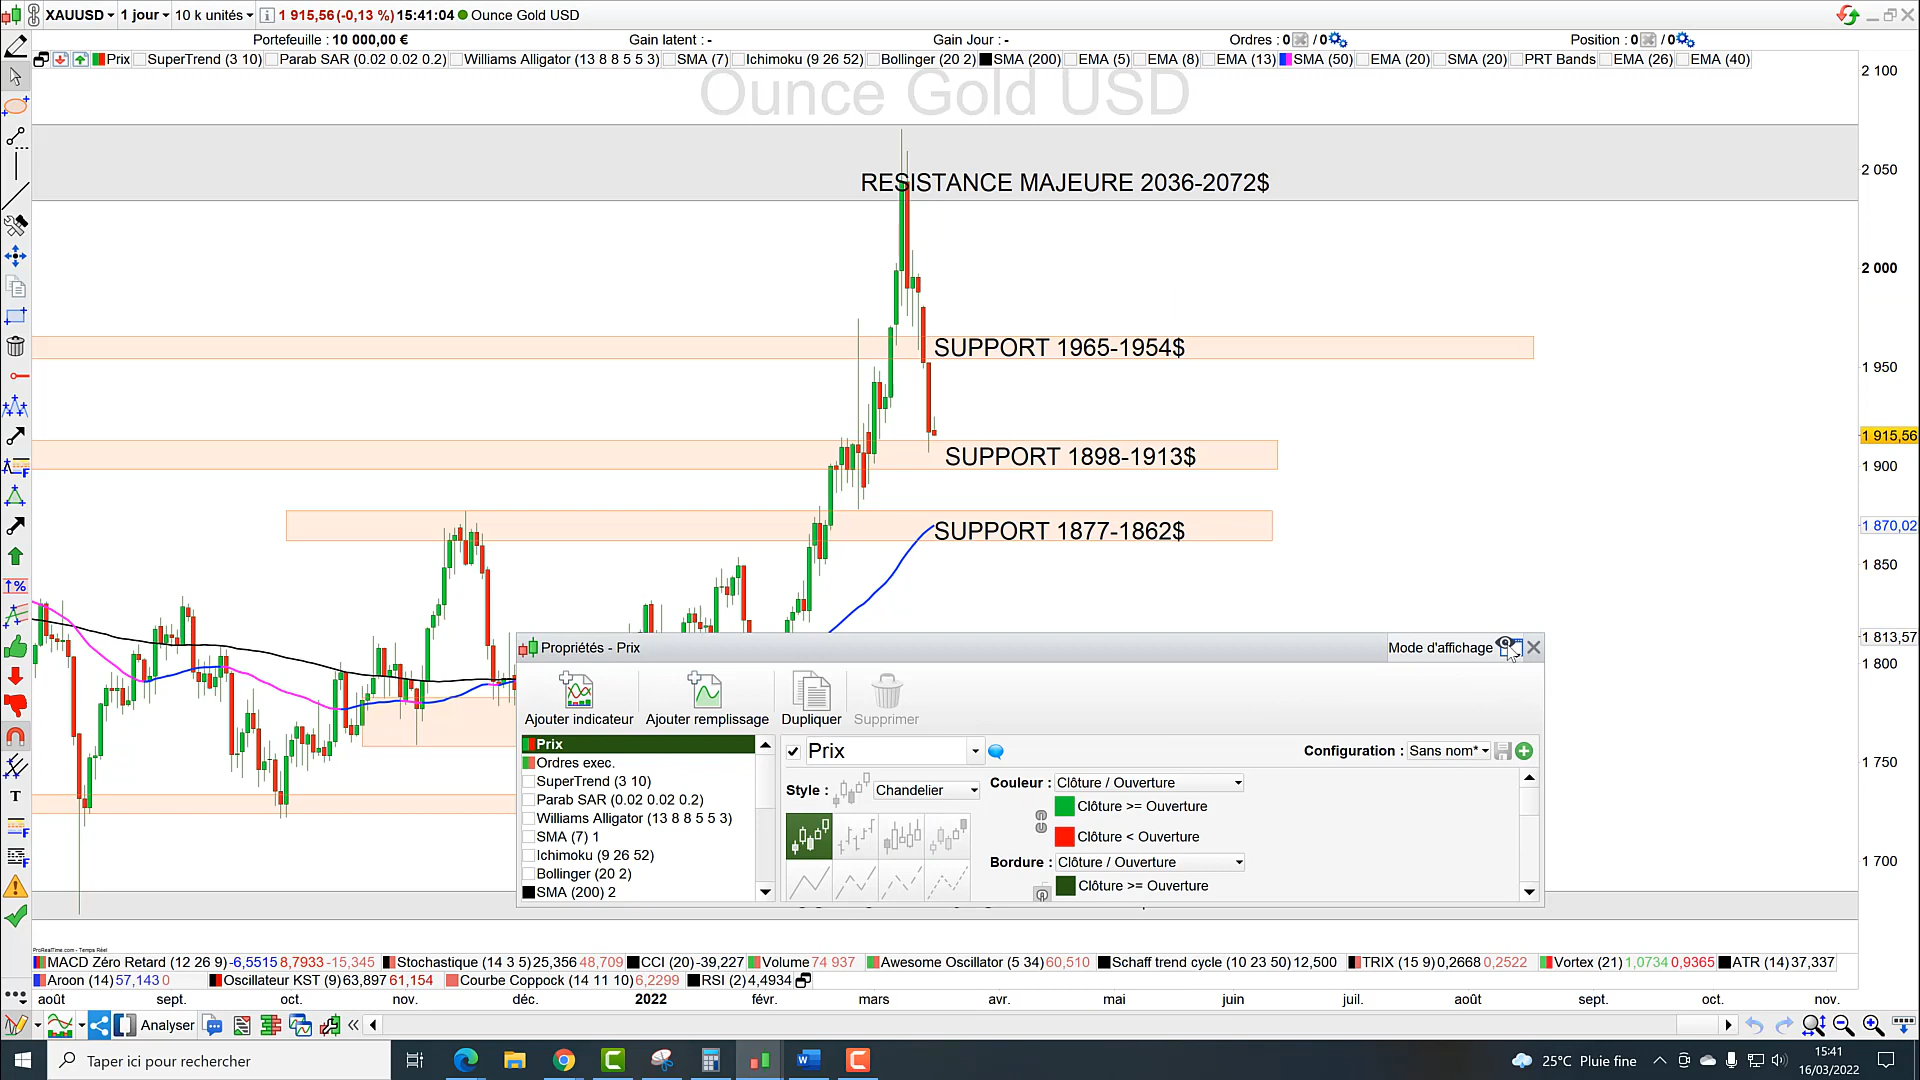 XAUUSD 1 jour 10 k unités 1 915,56 (-0,13 %) 15:41:04 Ounce Gold USD
Portefeuille : 10 000,00 € Gain latent : - Gain Jour : - Ordres : 0 / 0 Position : 0 / 0
Prix SuperTrend (3 10) Parab SAR (0.02 0.02 0.2) Williams Alligator (13 8 8 5 5 3) SMA (7) Ichimoku (9 26 52) Bollinger (20 2) SMA (200) EMA (5) EMA (8) EMA (13) SMA (50) EMA (20) SMA (20) PRT Bands EMA (26) EMA (40)
2 100
Ounce Gold USD
2 050
RESISTANCE MAJEURE 2036-2072$
2 000
SUPPORT 1965-1954$
1 950
1 915,56
SUPPORT 1898-1913$
1 900
1 870,02
SUPPORT 1877-1862$
1 850
1 813,57
1 800
1 750
1 700
Propriétés - Prix Mode d'affichage
Ajouter indicateur Ajouter remplissage Dupliquer Supprimer
Prix
Ordres exec.
SuperTrend (3 10)
Parab SAR (0.02 0.02 0.2)
Williams Alligator (13 8 8 5 5 3)
SMA (7) 1
Ichimoku (9 26 52)
Bollinger (20 2)
SMA (200) 2
Prix Configuration : Sans nom*
Style : Chandelier Couleur : Clôture / Ouverture
Clôture >= Ouverture
Clôture < Ouverture
Bordure : Clôture / Ouverture
Clôture >= Ouverture
ProRealTime.com - Temps Réel
MACD Zéro Retard (12 26 9) -6,5515 8,7933 -15,345 Stochastique (14 3 5) 25,356 48,709 CCI (20) -39,227 Volume 74 937 Awesome Oscillator (5 34) 60,510 Schaff trend cycle (10 23 50) 12,500 TRIX (15 9) 0,2668 0,2522 Vortex (21) 1,0734 0,9365 ATR (14) 37,337
Aroon (14) 57,143 0 Oscillateur KST (9) 63,897 61,154 Courbe Coppock (14 11 10) 6,2299 RSI (2) 4,4934
août sept. oct. nov. déc. 2022 févr. mars avr. mai juin juil. août sept. oct. nov.
Analyser
Taper ici pour rechercher
25°C Pluie fine
15:41
16/03/2022